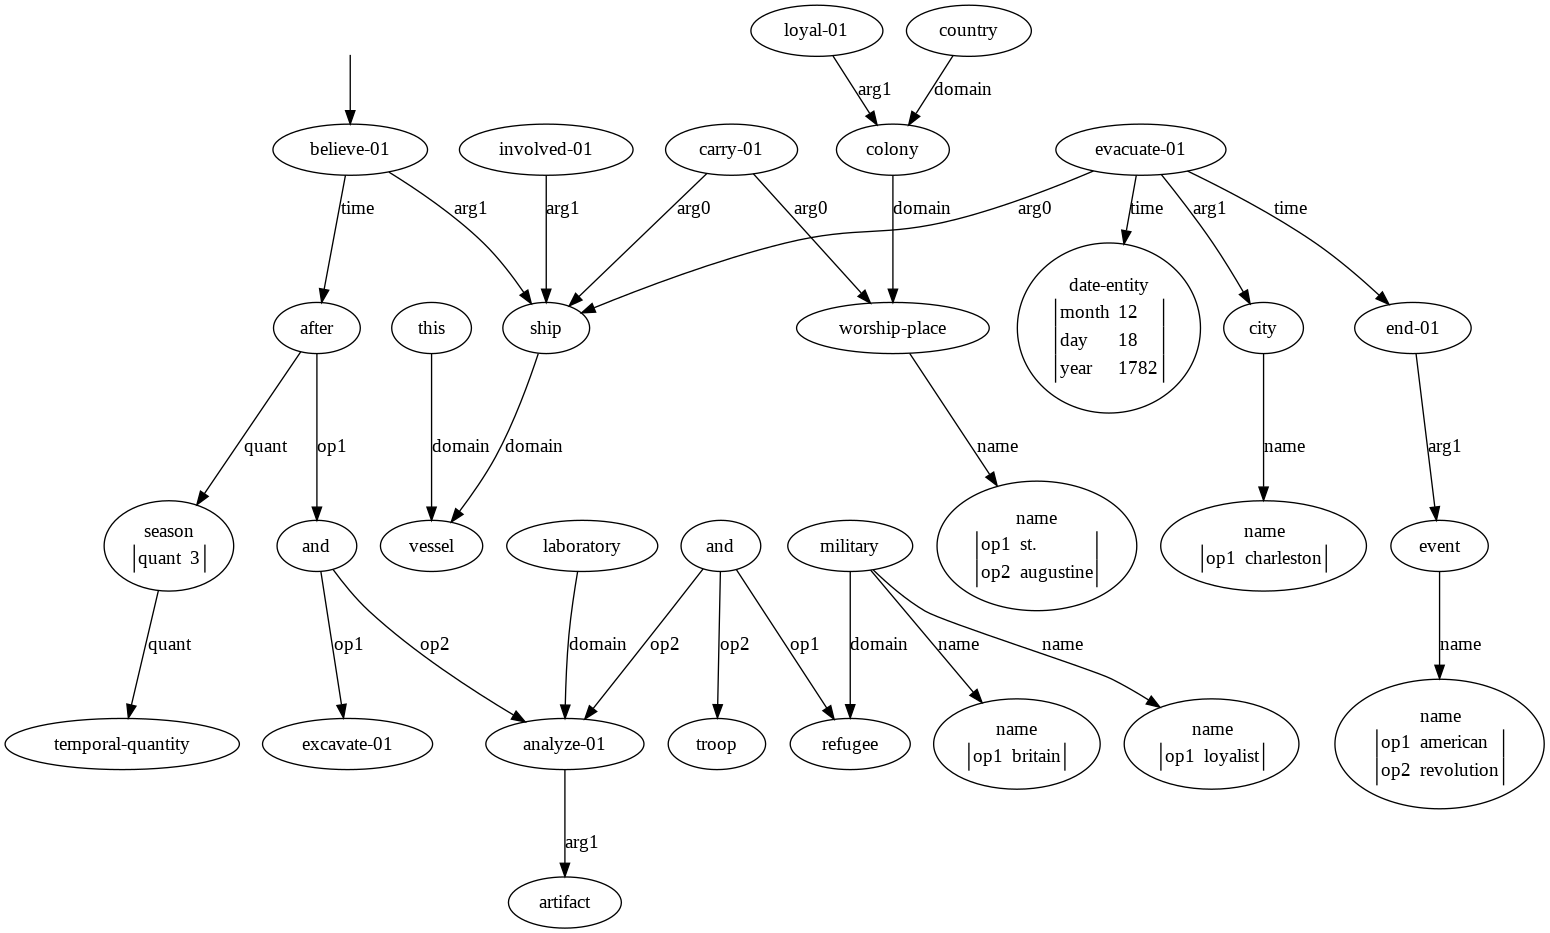 loyal-01
country
arg1
domain
believe-01
involved-01
carry-01
colony
evacuate-01
time
arg1
arg1
arg0
arg0
domain
arg0
time
arg1
time
after
this
ship
worship-place
date-entity
month 12
day 18
year 1782
city
end-01
quant
op1
domain
domain
name
name
arg1
season
quant 3
and
vessel
laboratory
and
military
name
op1 st.
op2 augustine
name
op1 charleston
event
quant
op1
op2
domain
op2
op2
op1
domain
name
name
name
temporal-quantity
excavate-01
analyze-01
troop
refugee
name
op1 britain
name
op1 loyalist
name
op1 american
op2 revolution
arg1
artifact